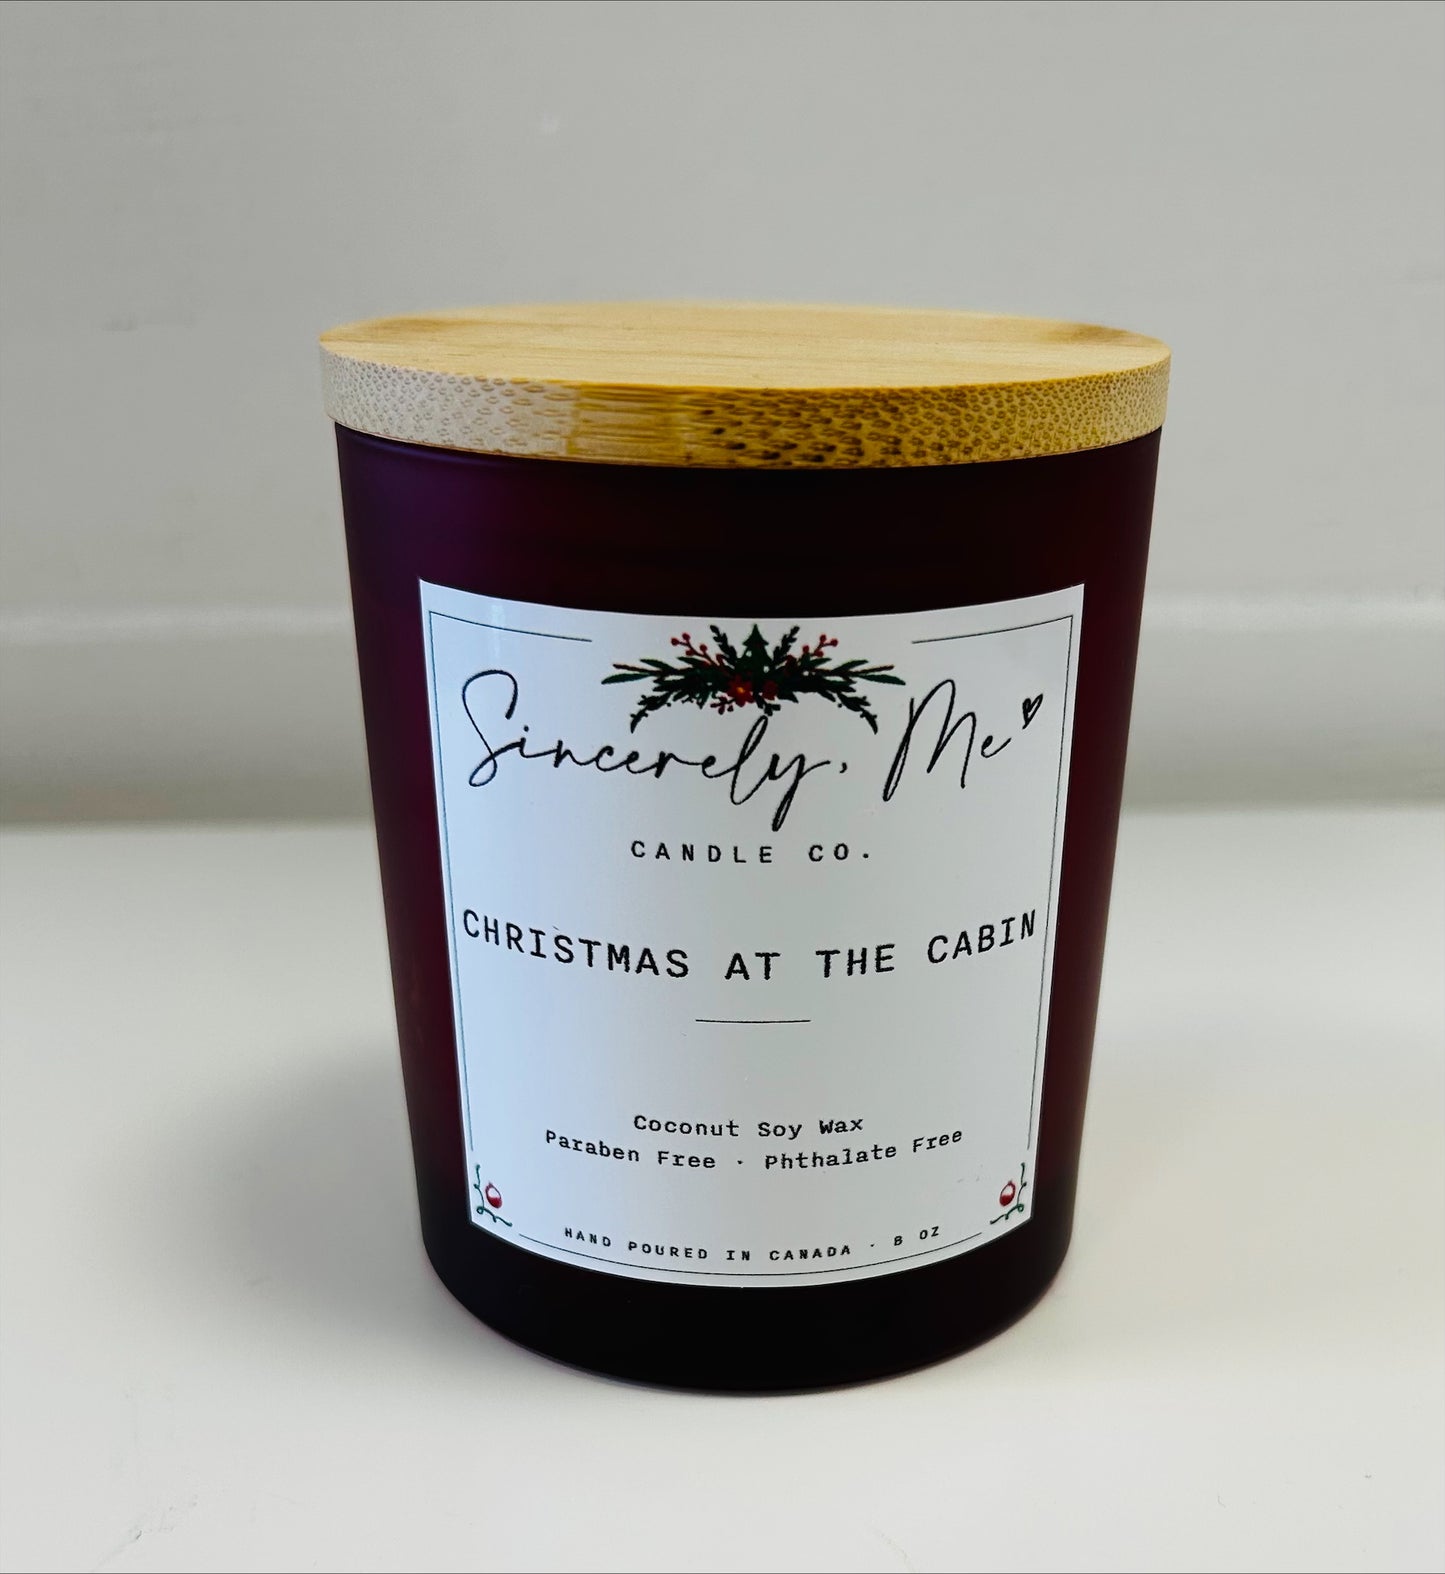 Sincerely, Me
CANDLE CO.
CHRISTMAS AT THE CABIN
Coconut Soy Wax
Paraben Free · Phthalate Free
HAND POURED IN CANADA · 8 OZ